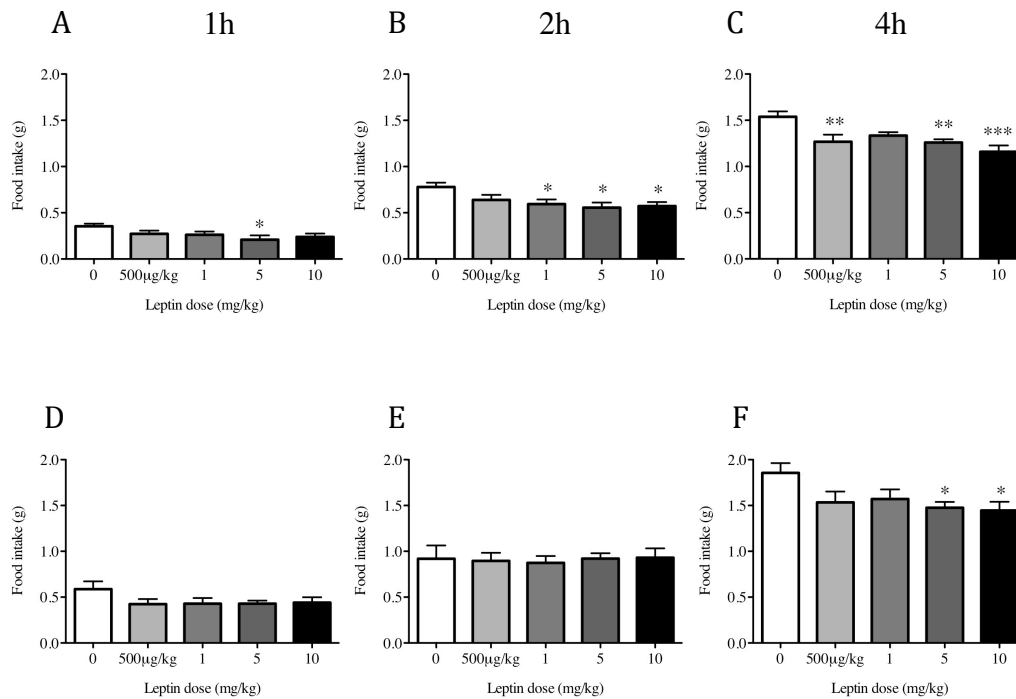 A 1h
B 2h
C 4h
Food intake (g)
2.0
1.5
1.0
0.5
0.0
*
0 500µg/kg 1 5 10
Leptin dose (mg/kg)
Food intake (g)
2.0
1.5
1.0
0.5
0.0
* * *
0 500µg/kg 1 5 10
Leptin dose (mg/kg)
Food intake (g)
2.0
1.5
1.0
0.5
0.0
** ** ***
0 500µg/kg 1 5 10
Leptin dose (mg/kg)
D
Food intake (g)
2.0
1.5
1.0
0.5
0.0
0 500µg/kg 1 5 10
Leptin dose (mg/kg)
E
Food intake (g)
2.0
1.5
1.0
0.5
0.0
0 500µg/kg 1 5 10
Leptin dose (mg/kg)
F
Food intake (g)
2.0
1.5
1.0
0.5
0.0
* *
0 500µg/kg 1 5 10
Leptin dose (mg/kg)